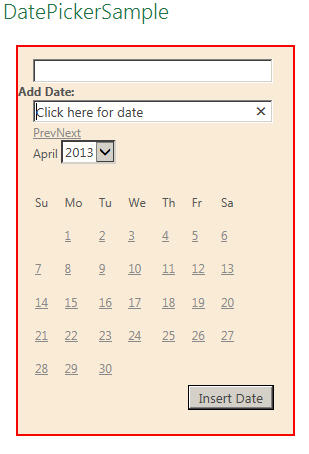 DatePickerSample
Add Date:
Click here for date ✕
PrevNext
April 2013
Su Mo Tu We Th Fr Sa
1 2 3 4 5 6
7 8 9 10 11 12 13
14 15 16 17 18 19 20
21 22 23 24 25 26 27
28 29 30
Insert Date